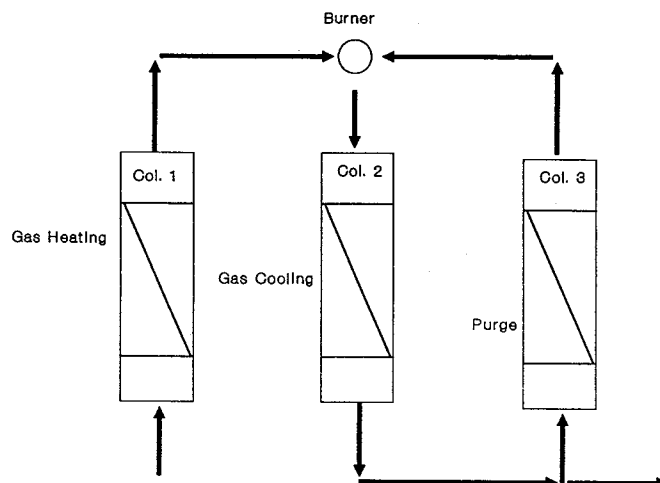 Burner
Col. 1
Col. 2
Col. 3
Gas Heating
Gas Cooling
Purge